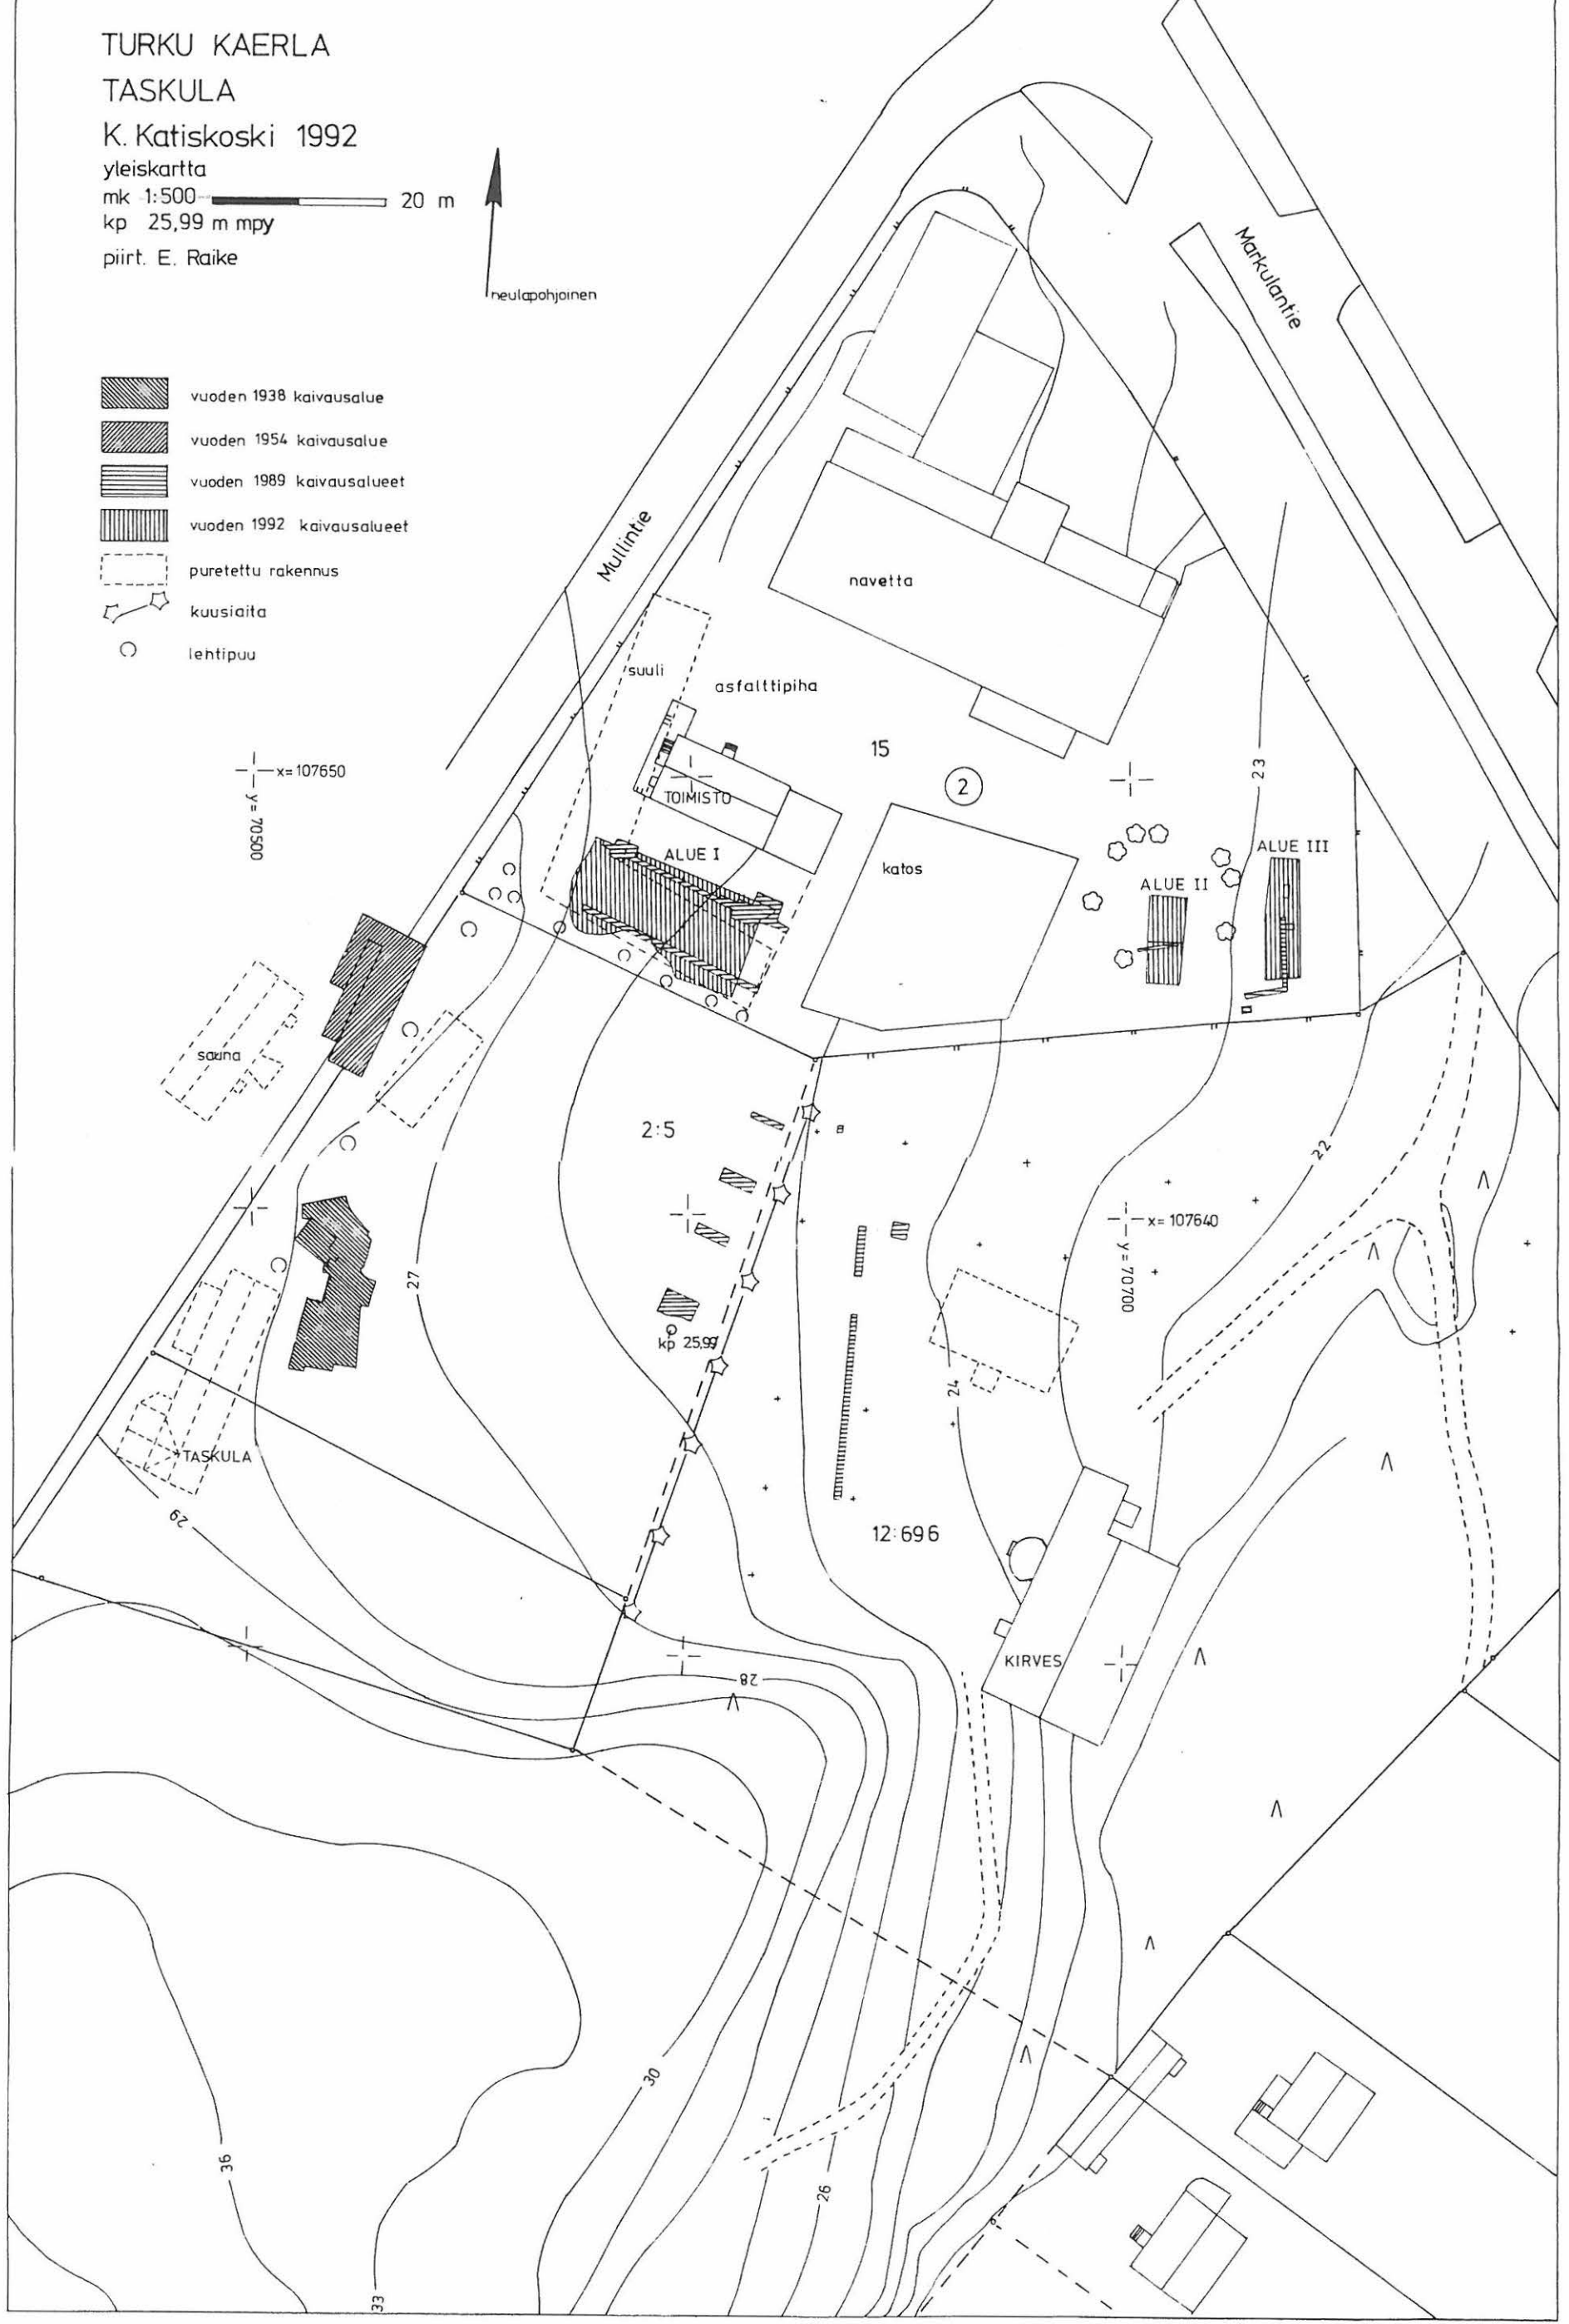 TURKU KAERLA
TASKULA
K. Katiskoski 1992
yleiskartta
mk 1:500 20 m
kp 25,99 m mpy
piirt. E. Raike
neulapohjoinen
vuoden 1938 kaivausalue
vuoden 1954 kaivausalue
vuoden 1989 kaivausalueet
vuoden 1992 kaivausalueet
puretettu rakennus
kuusiaita
lehtipuu
Markulantie
Mullintie
navetta
suuli
asfalttipiha
15
2
x=107650
y=70500
TOIMISTO
23
ALUE I
katos
ALUE II
ALUE III
sauna
2:5
22
x=107640
y=70700
27
kp 25,99
24
TASKULA
29
12:696
KIRVES
28
30
36
26
33